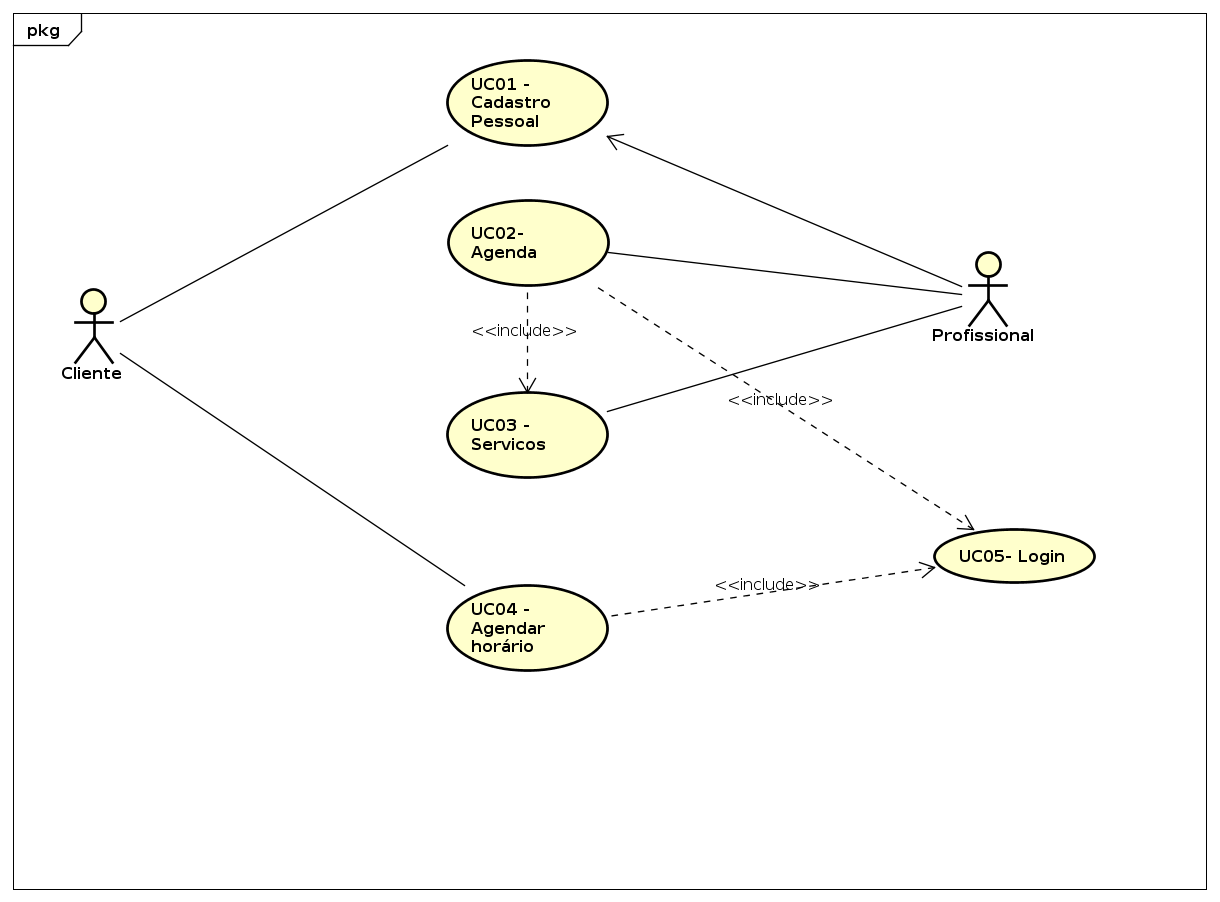 pkg
UC01 -
Cadastro
Pessoal
UC02-
Agenda
<<include>>
Profissional
Cliente
<<include>>
UC03 -
Servicos
UC05- Login
<<include>>
UC04 -
Agendar
horário